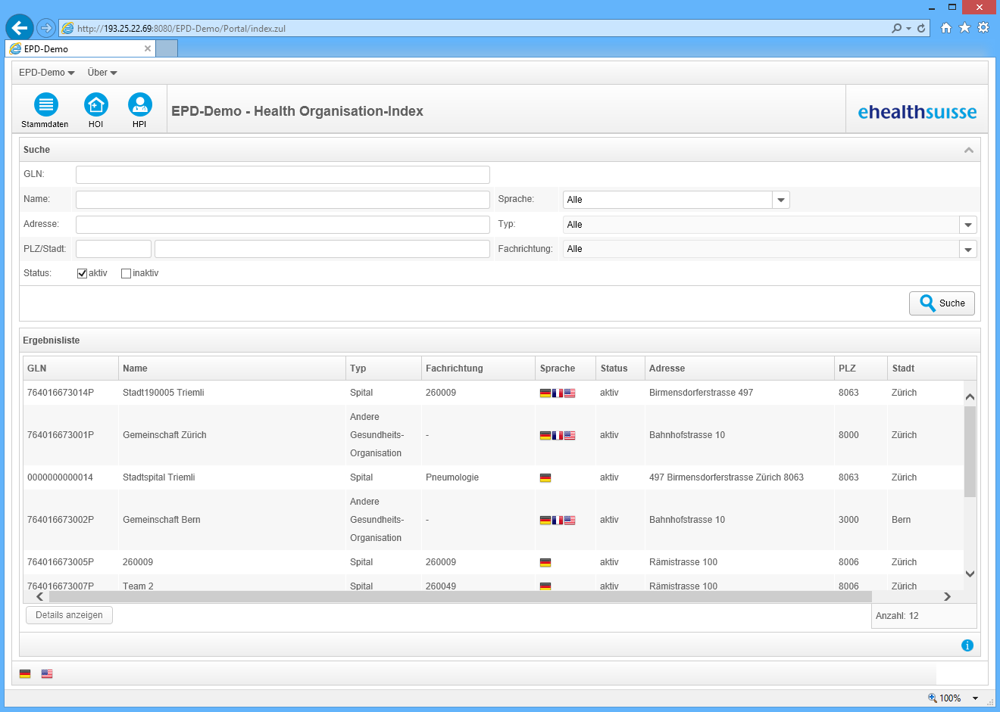 http://193.25.22.69:8080/EPD-Demo/Portal/index.zul
EPD-Demo
EPD-Demo Über
Stammdaten HOI HPI
EPD-Demo - Health Organisation-Index
ehealthsuisse
Suche
GLN:
Name: Sprache: Alle
Adresse: Typ: Alle
PLZ/Stadt: Fachrichtung: Alle
Status: aktiv inaktiv
Suche
Ergebnisliste
GLN Name Typ Fachrichtung Sprache Status Adresse PLZ Stadt
764016673014P Stadt190005 Triemli Spital 260009 aktiv Birmensdorferstrasse 497 8063 Zürich
Andere
764016673001P Gemeinschaft Zürich Gesundheits- - aktiv Bahnhofstrasse 10 8000 Zürich
Organisation
0000000000014 Stadtspital Triemli Spital Pneumologie aktiv 497 Birmensdorferstrasse Zürich 8063 8063 Zürich
Andere
764016673002P Gemeinschaft Bern Gesundheits- - aktiv Bahnhofstrasse 10 3000 Bern
Organisation
764016673005P 260009 Spital 260009 aktiv Rämistrasse 100 8006 Zürich
764016673007P Team 2 Spital 260049 aktiv Rämistrasse 100 8006 Zürich
Details anzeigen
Anzahl: 12
100%